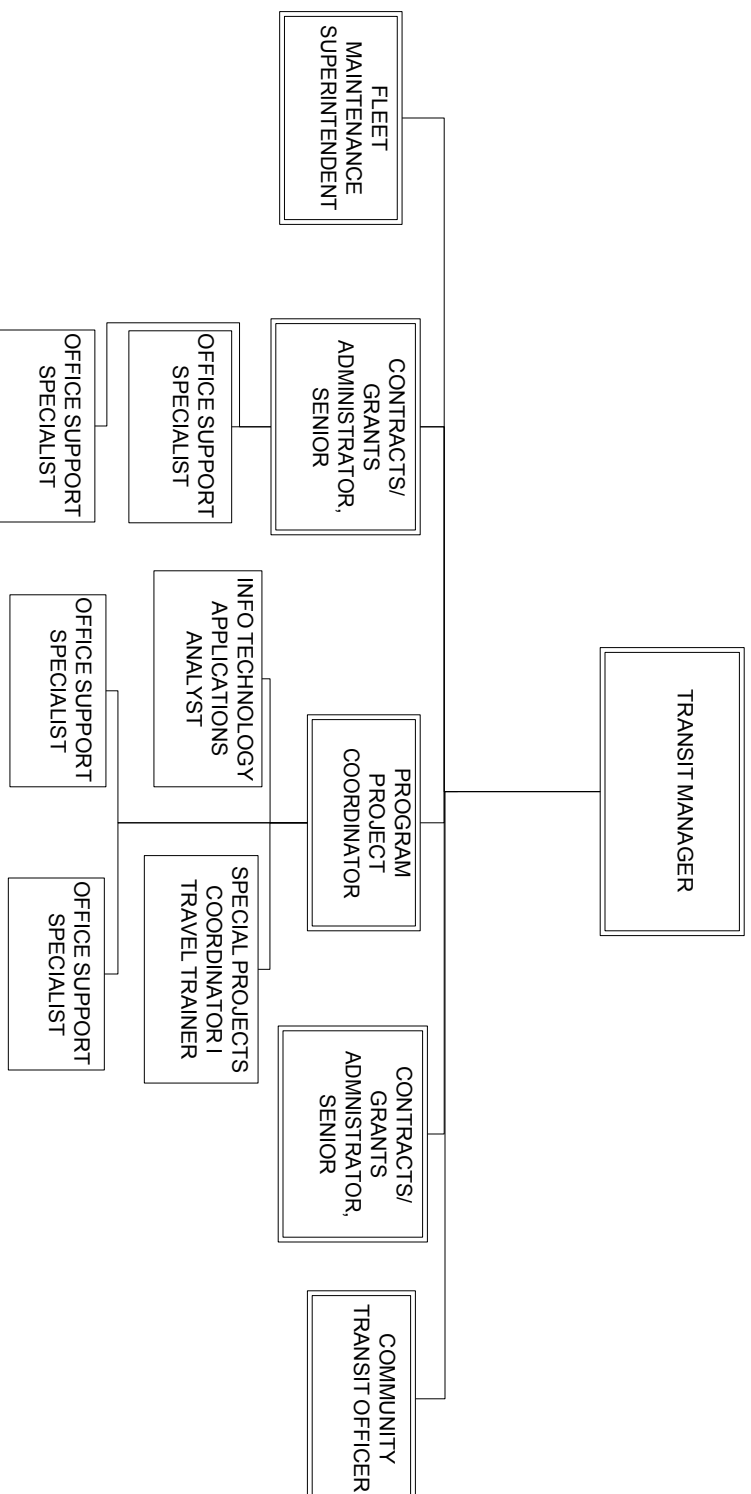 TRANSIT MANAGER
FLEET
MAINTENANCE
SUPERINTENDENT
CONTRACTS/
GRANTS
ADMINISTRATOR,
SENIOR
PROGRAM
PROJECT
COORDINATOR
CONTRACTS/
GRANTS
ADMNISTRATOR,
SENIOR
COMMUNITY
TRANSIT OFFICER
OFFICE SUPPORT
SPECIALIST
OFFICE SUPPORT
SPECIALIST
INFO TECHNOLOGY
APPLICATIONS
ANALYST
SPECIAL PROJECTS
COORDINATOR I
TRAVEL TRAINER
OFFICE SUPPORT
SPECIALIST
OFFICE SUPPORT
SPECIALIST